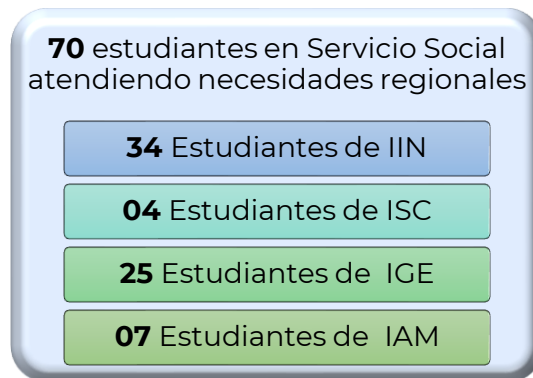 70 estudiantes en Servicio Social
atendiendo necesidades regionales
34 Estudiantes de IIN
04 Estudiantes de ISC
25 Estudiantes de IGE
07 Estudiantes de IAM